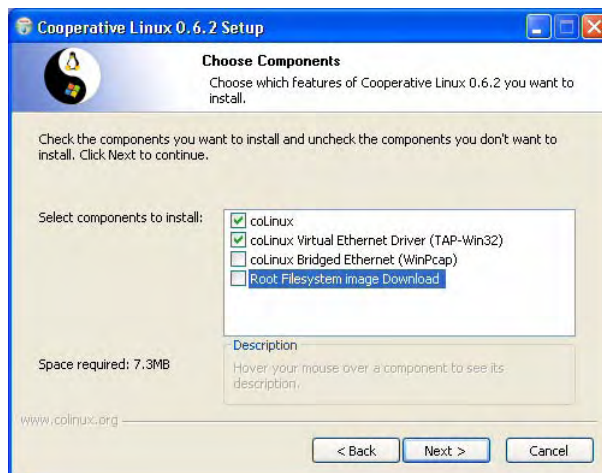 Cooperative Linux 0.6.2 Setup
Choose Components
Choose which features of Cooperative Linux 0.6.2 you want to
install.
Check the components you want to install and uncheck the components you don't want to
install. Click Next to continue.
Select components to install:
coLinux
coLinux Virtual Ethernet Driver (TAP-Win32)
coLinux Bridged Ethernet (WinPcap)
Root Filesystem image Download
Space required: 7.3MB
Description
Hover your mouse over a component to see its
description.
www.colinux.org
< Back
Next >
Cancel